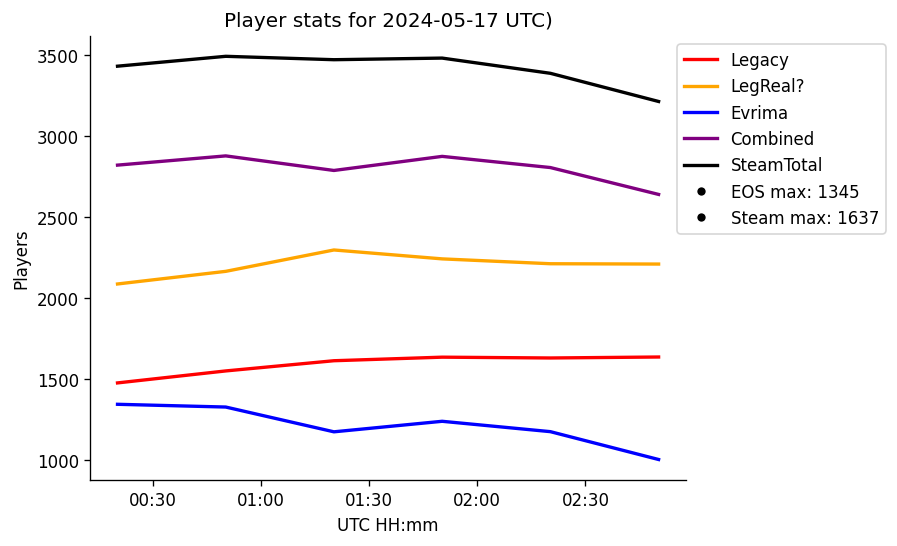 Player stats for 2024-05-17 UTC)
3500
3000
2500
2000
1500
1000
Players
00:30 01:00 01:30 02:00 02:30
UTC HH:mm
Legacy
LegReal?
Evrima
Combined
SteamTotal
EOS max: 1345
Steam max: 1637